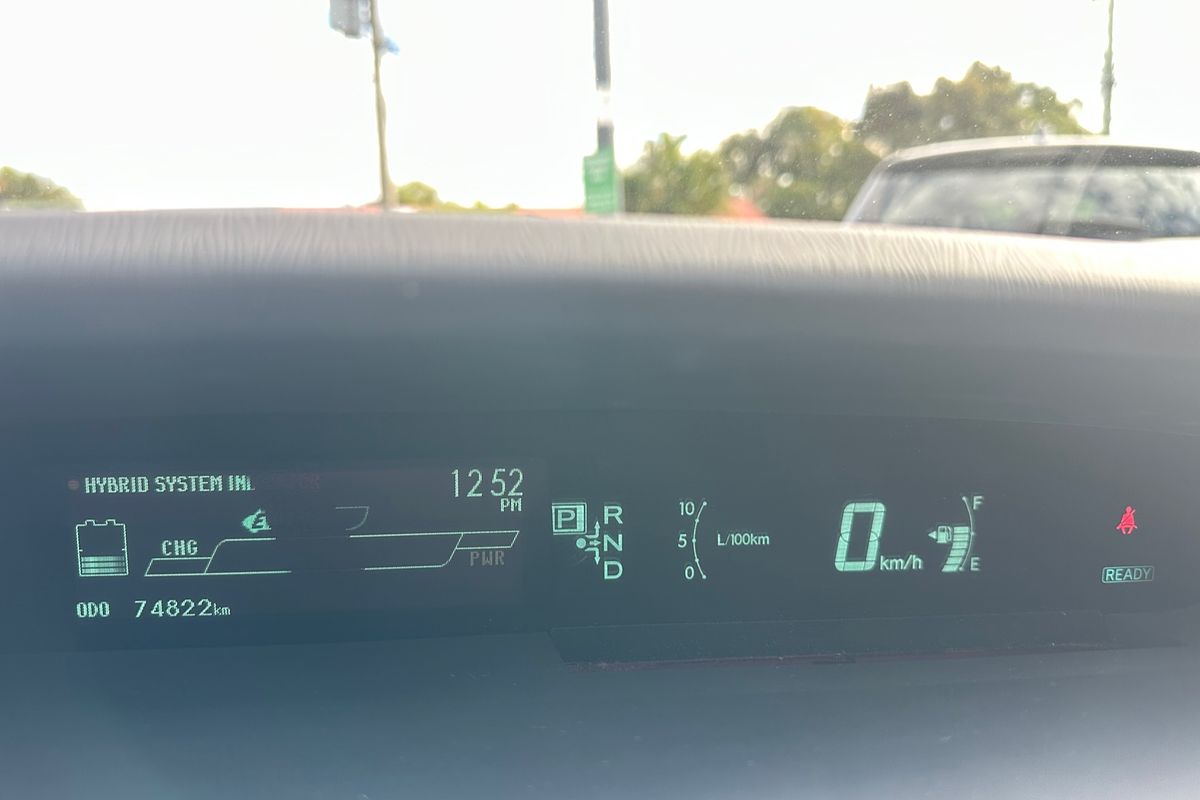 HYBRID SYSTEM IN
12 52
PM
CHG
PWR
ODO 74822km
P
R
N
D
10
5
0
L/100km
0 km/h
F
E
READY